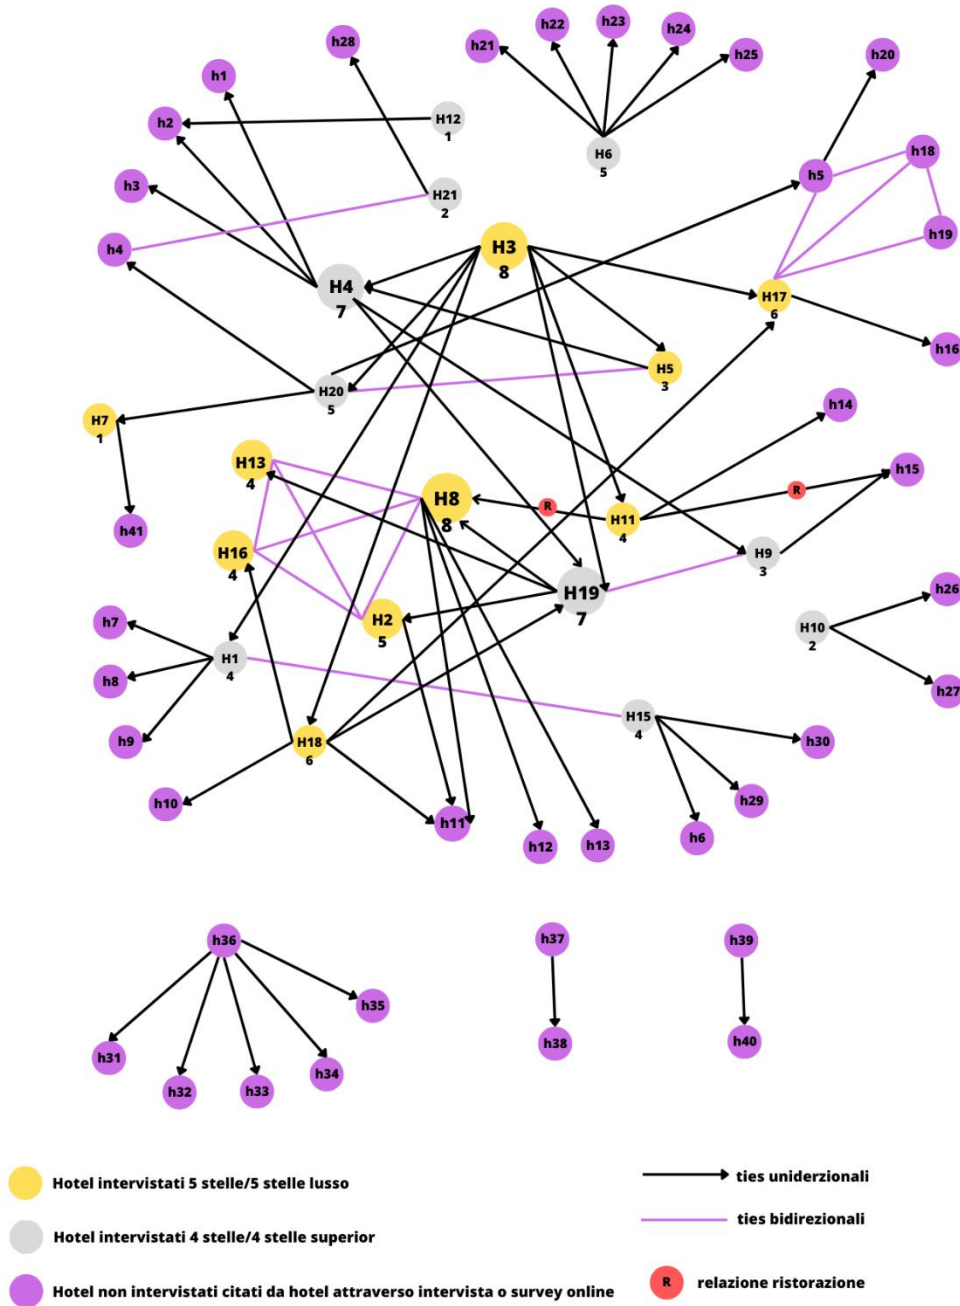 h23
h22
h24
h21
h25
h28
h20
h1
h2
H12
1
H6
5
h18
h5
h3
H21
2
h19
h4
H3
8
H4
7
H17
6
h16
H5
3
H20
5
H7
1
h14
H13
4
h15
H8
8
R
R
H11
4
h41
H16
4
H9
3
H19
7
h26
h7
H2
5
H10
2
H1
4
h8
h27
H15
4
h9
H18
6
h30
h10
h11
h29
h12
h13
h6
h36
h37
h39
h35
h31
h38
h40
h34
h32
h33
Hotel intervistati 5 stelle/5 stelle lusso
ties uniderzionali
Hotel intervistati 4 stelle/4 stelle superior
ties bidirezionali
Hotel non intervistati citati da hotel attraverso intervista o survey online
R
relazione ristorazione